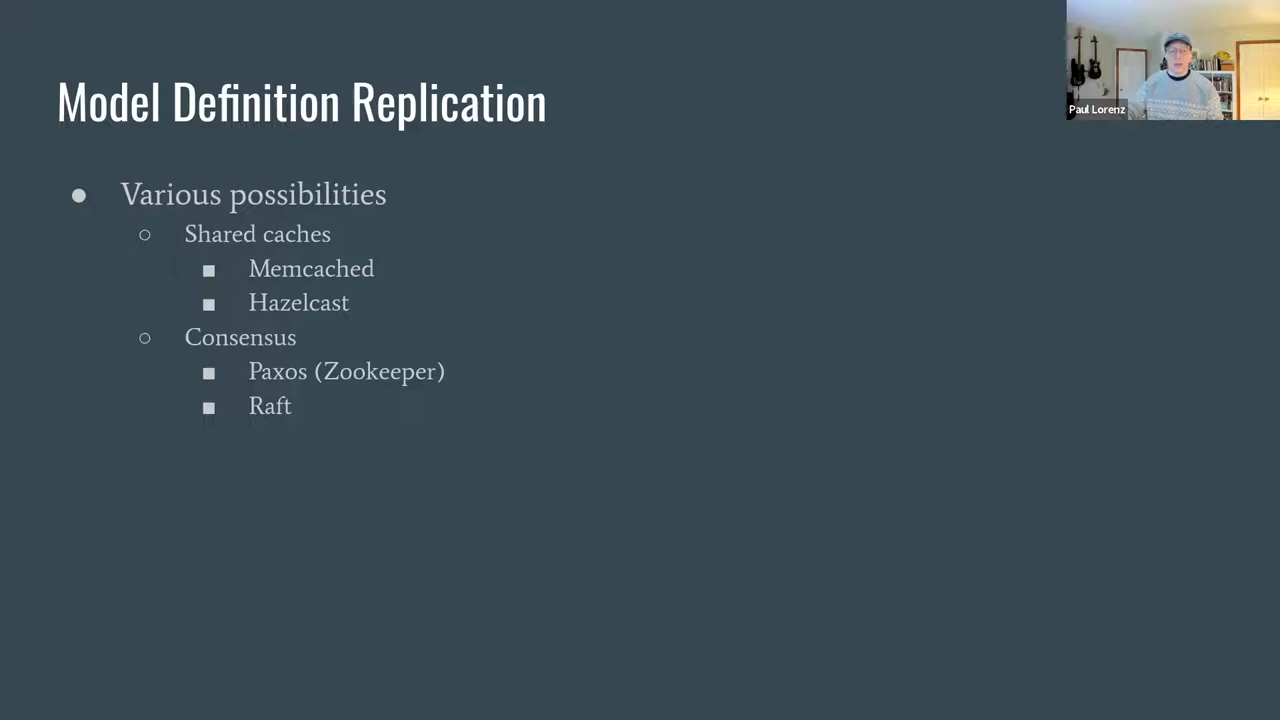 Model Definition Replication
Paul Lorenz
● Various possibilities
○ Shared caches
■ Memcached
■ Hazelcast
○ Consensus
■ Paxos (Zookeeper)
■ Raft